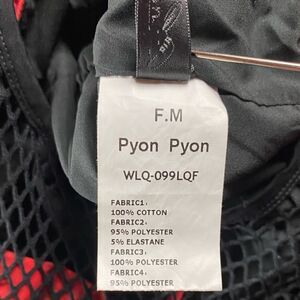 F.M
Pyon Pyon
WLQ-099LQF
FABRIC1,
100% COTTON
FABRIC2,
95% POLYESTER
5% ELASTANE
FABRIC3,
100% POLYESTER
FABRIC4,
95% POLYESTER